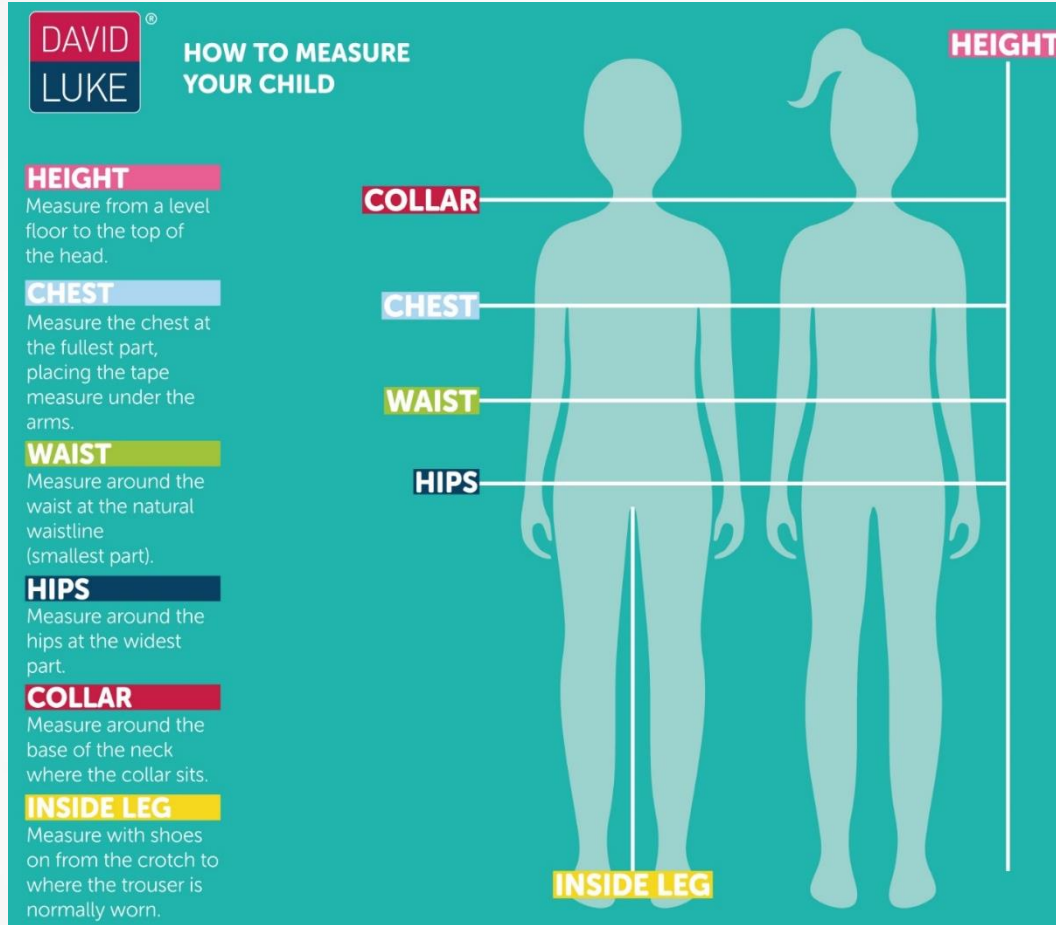 DAVID
LUKE
®
HOW TO MEASURE
YOUR CHILD
HEIGHT
Measure from a level
floor to the top of
the head.
CHEST
Measure the chest at
the fullest part,
placing the tape
measure under the
arms.
WAIST
Measure around the
waist at the natural
waistline
(smallest part).
HIPS
Measure around the
hips at the widest
part.
COLLAR
Measure around the
base of the neck
where the collar sits.
INSIDE LEG
Measure with shoes
on from the crotch to
where the trouser is
normally worn.
HEIGHT
COLLAR
CHEST
WAIST
HIPS
INSIDE LEG